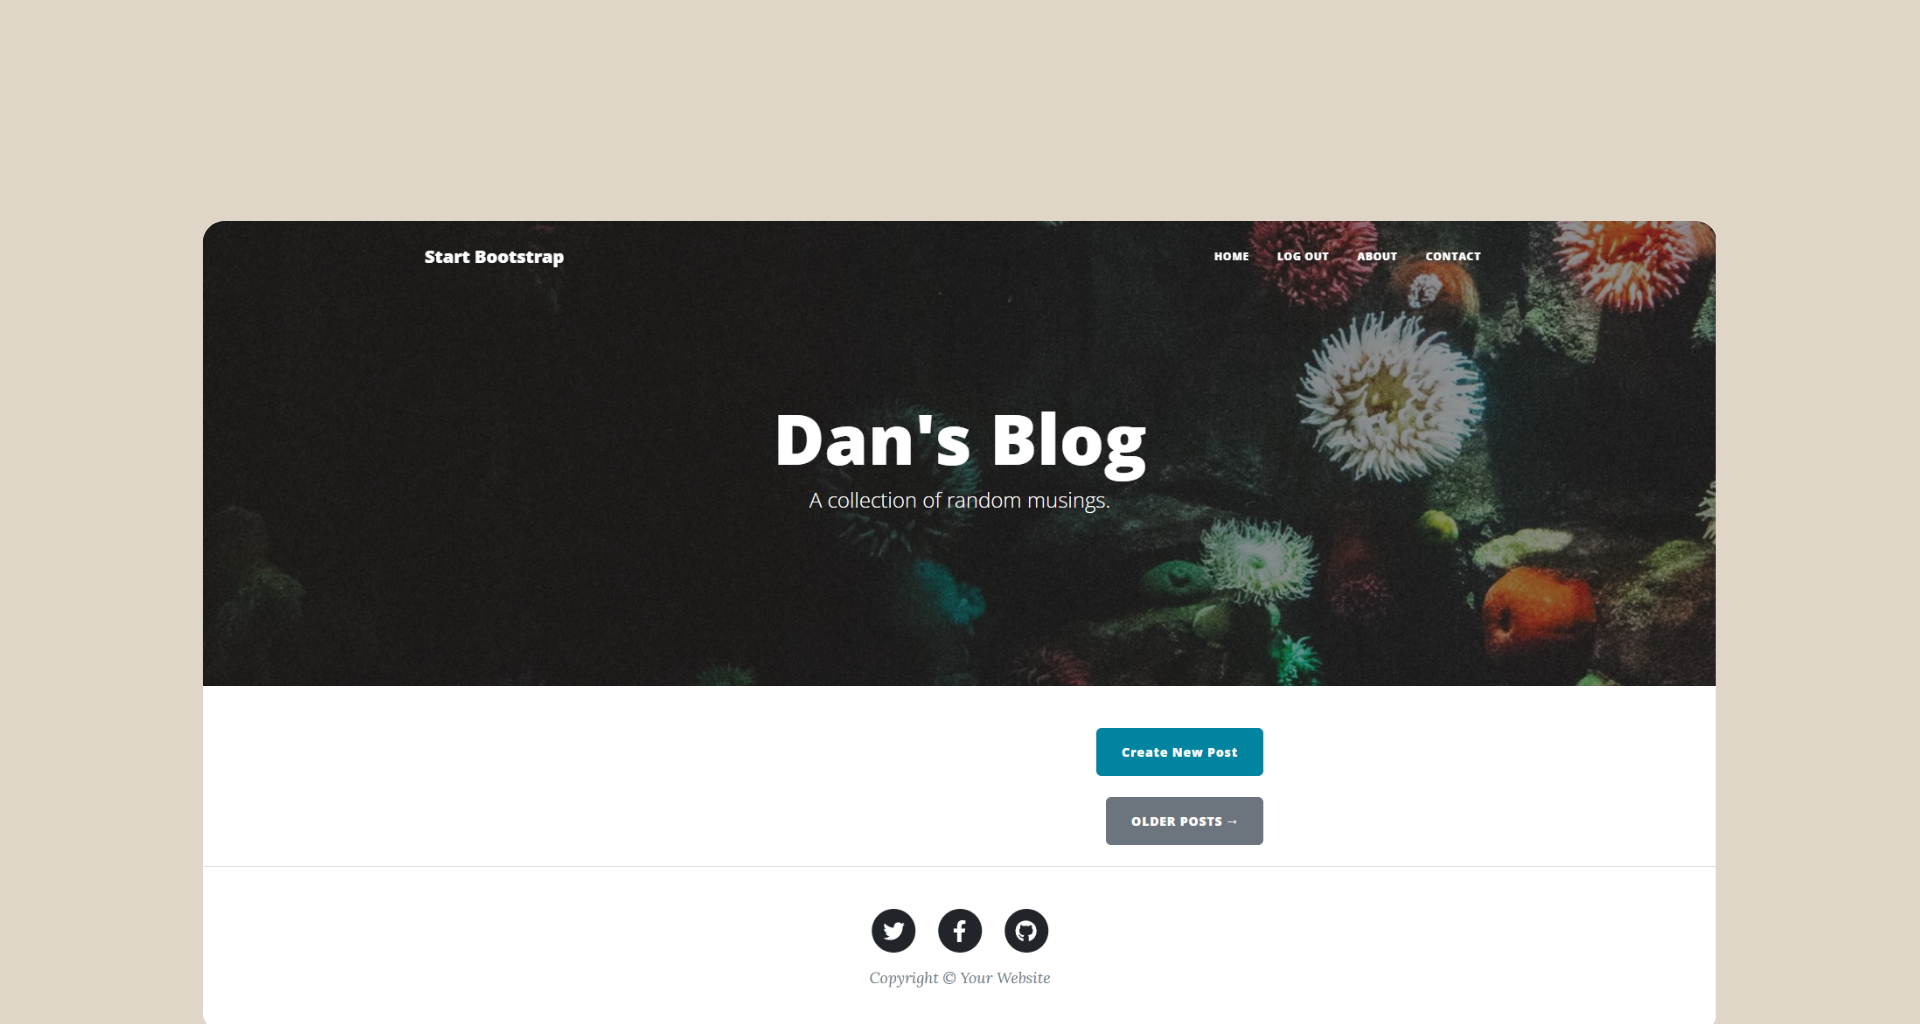 Start Bootstrap
HOME LOG OUT ABOUT CONTACT
Dan's Blog
A collection of random musings.
Create New Post
OLDER POSTS →
Copyright © Your Website